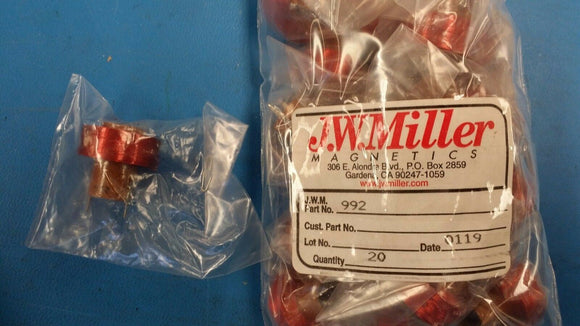 J.W.Miller
MAGNETICS
306 E. Alondra Blvd., P.O. Box 2859
Gardena, CA 90247-1059
www.jwmiller.com
J.W.M.
Part No. 992
Cust. Part No.
Lot No. Date 0119
Quantity 20